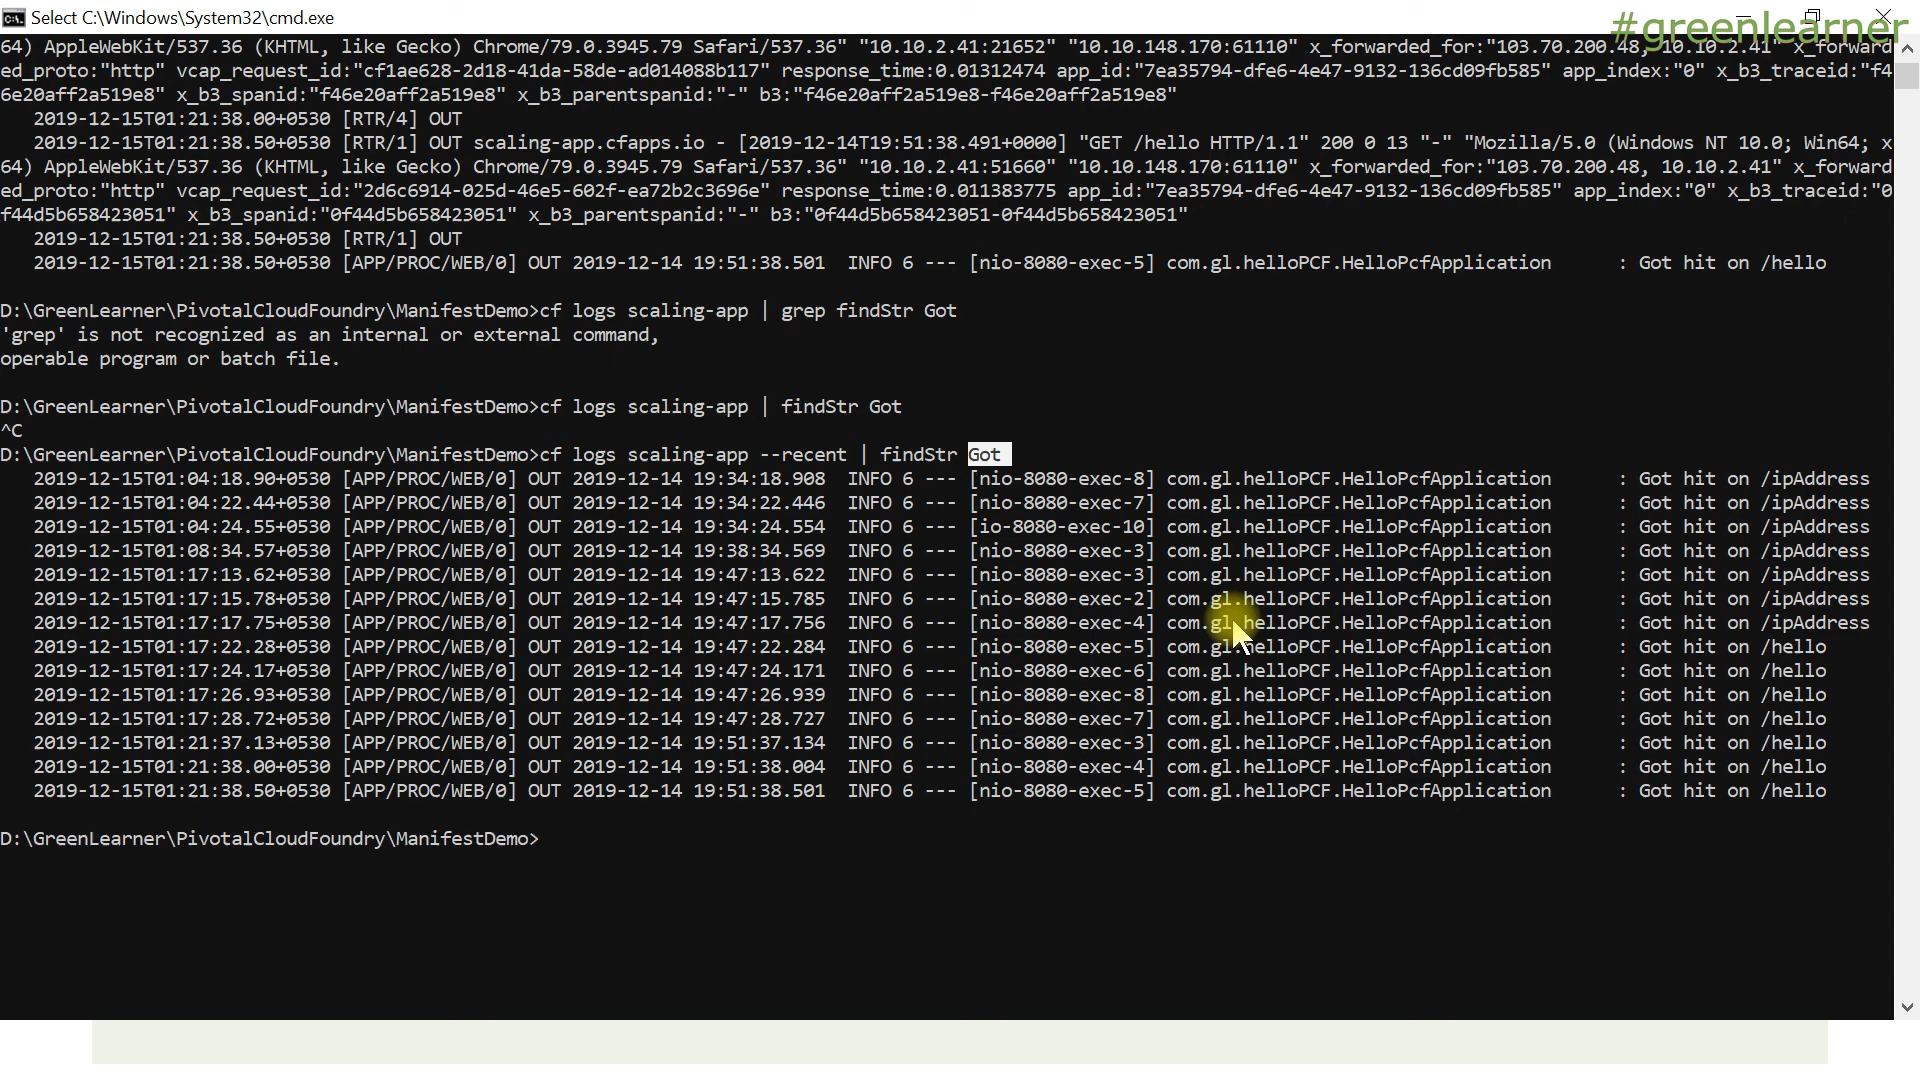 Select C:\Windows\System32\cmd.exe
#greenlearner
64) AppleWebKit/537.36 (KHTML, like Gecko) Chrome/79.0.3945.79 Safari/537.36" "10.10.2.41:21652" "10.10.148.170:61110" x_forwarded_for:"103.70.200.48, 10.10.2.41" x_forward
ed_proto:"http" vcap_request_id:"cf1ae628-2d18-41da-58de-ad014088b117" response_time:0.01312474 app_id:"7ea35794-dfe6-4e47-9132-136cd09fb585" app_index:"0" x_b3_traceid:"f4
6e20aff2a519e8" x_b3_spanid:"f46e20aff2a519e8" x_b3_parentspanid:"-" b3:"f46e20aff2a519e8-f46e20aff2a519e8"
2019-12-15T01:21:38.00+0530 [RTR/4] OUT
2019-12-15T01:21:38.50+0530 [RTR/1] OUT scaling-app.cfapps.io - [2019-12-14T19:51:38.491+0000] "GET /hello HTTP/1.1" 200 0 13 "-" "Mozilla/5.0 (Windows NT 10.0; Win64; x
64) AppleWebKit/537.36 (KHTML, like Gecko) Chrome/79.0.3945.79 Safari/537.36" "10.10.2.41:51660" "10.10.148.170:61110" x_forwarded_for:"103.70.200.48, 10.10.2.41" x_forward
ed_proto:"http" vcap_request_id:"2d6c6914-025d-46e5-602f-ea72b2c3696e" response_time:0.011383775 app_id:"7ea35794-dfe6-4e47-9132-136cd09fb585" app_index:"0" x_b3_traceid:"0
f44d5b658423051" x_b3_spanid:"0f44d5b658423051" x_b3_parentspanid:"-" b3:"0f44d5b658423051-0f44d5b658423051"
2019-12-15T01:21:38.50+0530 [RTR/1] OUT
2019-12-15T01:21:38.50+0530 [APP/PROC/WEB/0] OUT 2019-12-14 19:51:38.501  INFO 6 --- [nio-8080-exec-5] com.gl.helloPCF.HelloPcfApplication      : Got hit on /hello
D:\GreenLearner\PivotalCloudFoundry\ManifestDemo>cf logs scaling-app | grep findStr Got
'grep' is not recognized as an internal or external command,
operable program or batch file.
D:\GreenLearner\PivotalCloudFoundry\ManifestDemo>cf logs scaling-app | findStr Got
^C
D:\GreenLearner\PivotalCloudFoundry\ManifestDemo>cf logs scaling-app --recent | findStr Got
2019-12-15T01:04:18.90+0530 [APP/PROC/WEB/0] OUT 2019-12-14 19:34:18.908  INFO 6 --- [nio-8080-exec-8] com.gl.helloPCF.HelloPcfApplication      : Got hit on /ipAddress
2019-12-15T01:04:22.44+0530 [APP/PROC/WEB/0] OUT 2019-12-14 19:34:22.446  INFO 6 --- [nio-8080-exec-7] com.gl.helloPCF.HelloPcfApplication      : Got hit on /ipAddress
2019-12-15T01:04:24.55+0530 [APP/PROC/WEB/0] OUT 2019-12-14 19:34:24.554  INFO 6 --- [io-8080-exec-10] com.gl.helloPCF.HelloPcfApplication      : Got hit on /ipAddress
2019-12-15T01:08:34.57+0530 [APP/PROC/WEB/0] OUT 2019-12-14 19:38:34.569  INFO 6 --- [nio-8080-exec-3] com.gl.helloPCF.HelloPcfApplication      : Got hit on /ipAddress
2019-12-15T01:17:13.62+0530 [APP/PROC/WEB/0] OUT 2019-12-14 19:47:13.622  INFO 6 --- [nio-8080-exec-3] com.gl.helloPCF.HelloPcfApplication      : Got hit on /ipAddress
2019-12-15T01:17:15.78+0530 [APP/PROC/WEB/0] OUT 2019-12-14 19:47:15.785  INFO 6 --- [nio-8080-exec-2] com.gl.helloPCF.HelloPcfApplication      : Got hit on /ipAddress
2019-12-15T01:17:17.75+0530 [APP/PROC/WEB/0] OUT 2019-12-14 19:47:17.756  INFO 6 --- [nio-8080-exec-4] com.gl.helloPCF.HelloPcfApplication      : Got hit on /ipAddress
2019-12-15T01:17:22.28+0530 [APP/PROC/WEB/0] OUT 2019-12-14 19:47:22.284  INFO 6 --- [nio-8080-exec-5] com.gl.helloPCF.HelloPcfApplication      : Got hit on /hello
2019-12-15T01:17:24.17+0530 [APP/PROC/WEB/0] OUT 2019-12-14 19:47:24.171  INFO 6 --- [nio-8080-exec-6] com.gl.helloPCF.HelloPcfApplication      : Got hit on /hello
2019-12-15T01:17:26.93+0530 [APP/PROC/WEB/0] OUT 2019-12-14 19:47:26.939  INFO 6 --- [nio-8080-exec-8] com.gl.helloPCF.HelloPcfApplication      : Got hit on /hello
2019-12-15T01:17:28.72+0530 [APP/PROC/WEB/0] OUT 2019-12-14 19:47:28.727  INFO 6 --- [nio-8080-exec-7] com.gl.helloPCF.HelloPcfApplication      : Got hit on /hello
2019-12-15T01:21:37.13+0530 [APP/PROC/WEB/0] OUT 2019-12-14 19:51:37.134  INFO 6 --- [nio-8080-exec-3] com.gl.helloPCF.HelloPcfApplication      : Got hit on /hello
2019-12-15T01:21:38.00+0530 [APP/PROC/WEB/0] OUT 2019-12-14 19:51:38.004  INFO 6 --- [nio-8080-exec-4] com.gl.helloPCF.HelloPcfApplication      : Got hit on /hello
2019-12-15T01:21:38.50+0530 [APP/PROC/WEB/0] OUT 2019-12-14 19:51:38.501  INFO 6 --- [nio-8080-exec-5] com.gl.helloPCF.HelloPcfApplication      : Got hit on /hello
D:\GreenLearner\PivotalCloudFoundry\ManifestDemo>